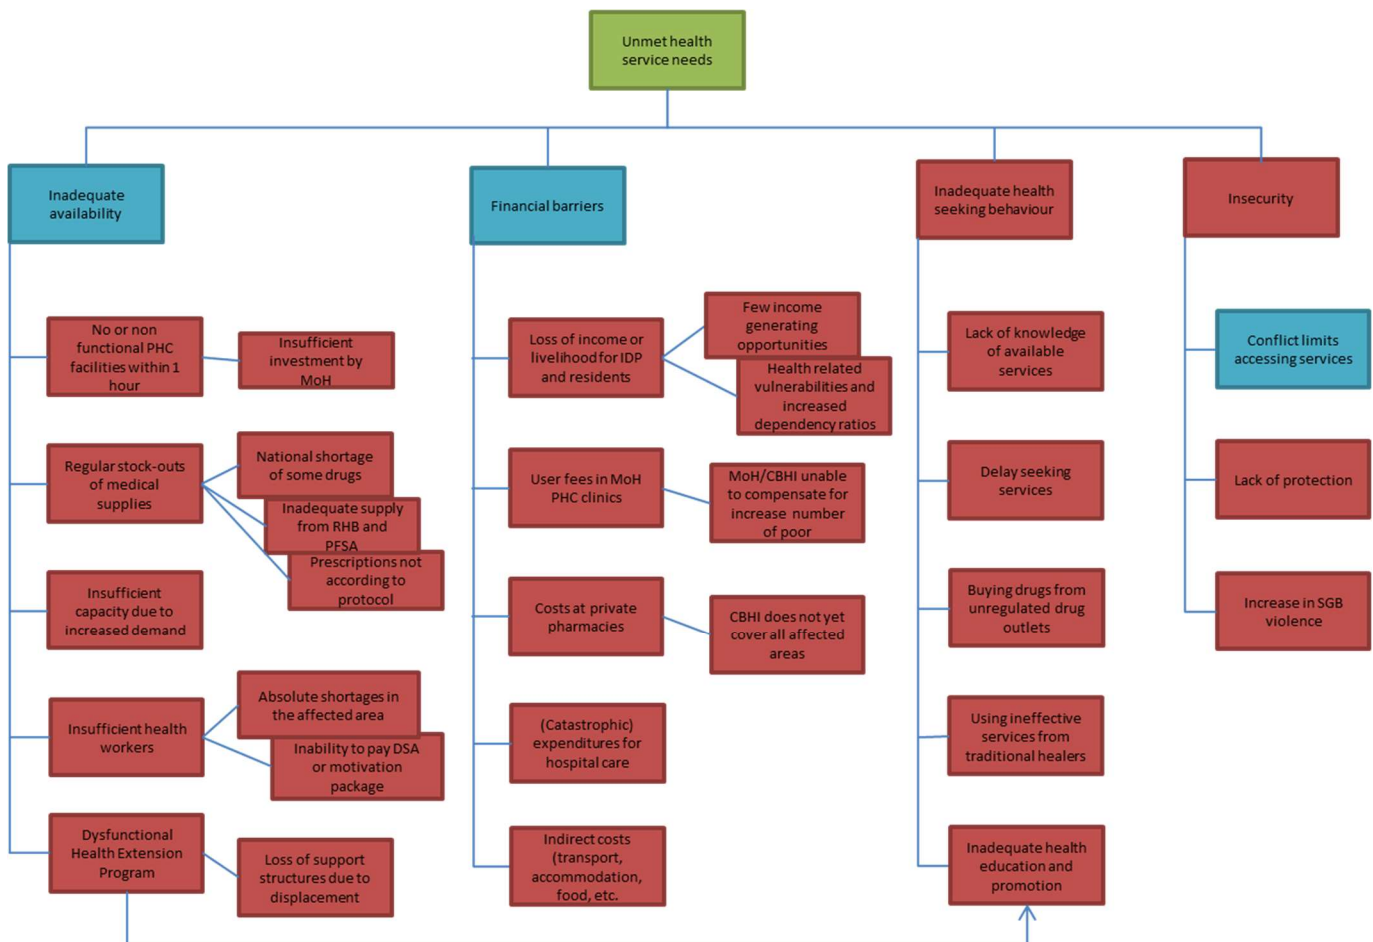 Unmet health
service needs
Inadequate
availability
Financial barriers
Inadequate health
seeking behaviour
Insecurity
No or non
functional PHC
facilities within 1
hour
Insufficient
investment by
MoH
Regular stock-outs
of medical
supplies
National shortage
of some drugs
Inadequate supply
from RHB and
PFSA
Prescriptions not
according to
protocol
Insufficient
capacity due to
increased demand
Insufficient health
workers
Absolute shortages in
the affected area
Inability to pay DSA
or motivation
package
Dysfunctional
Health Extension
Program
Loss of support
structures due to
displacement
Loss of income or
livelihood for IDP
and residents
Few income
generating
opportunities
Health related
vulnerabilities and
increased
dependency ratios
User fees in MoH
PHC clinics
MoH/CBHI unable
to compensate for
increase number
of poor
Costs at private
pharmacies
CBHI does not yet
cover all affected
areas
(Catastrophic)
expenditures for
hospital care
Indirect costs
(transport,
accommodation,
food, etc.
Lack of knowledge
of available
services
Delay seeking
services
Buying drugs from
unregulated drug
outlets
Using ineffective
services from
traditional healers
Inadequate health
education and
promotion
Conflict limits
accessing services
Lack of protection
Increase in SGB
violence